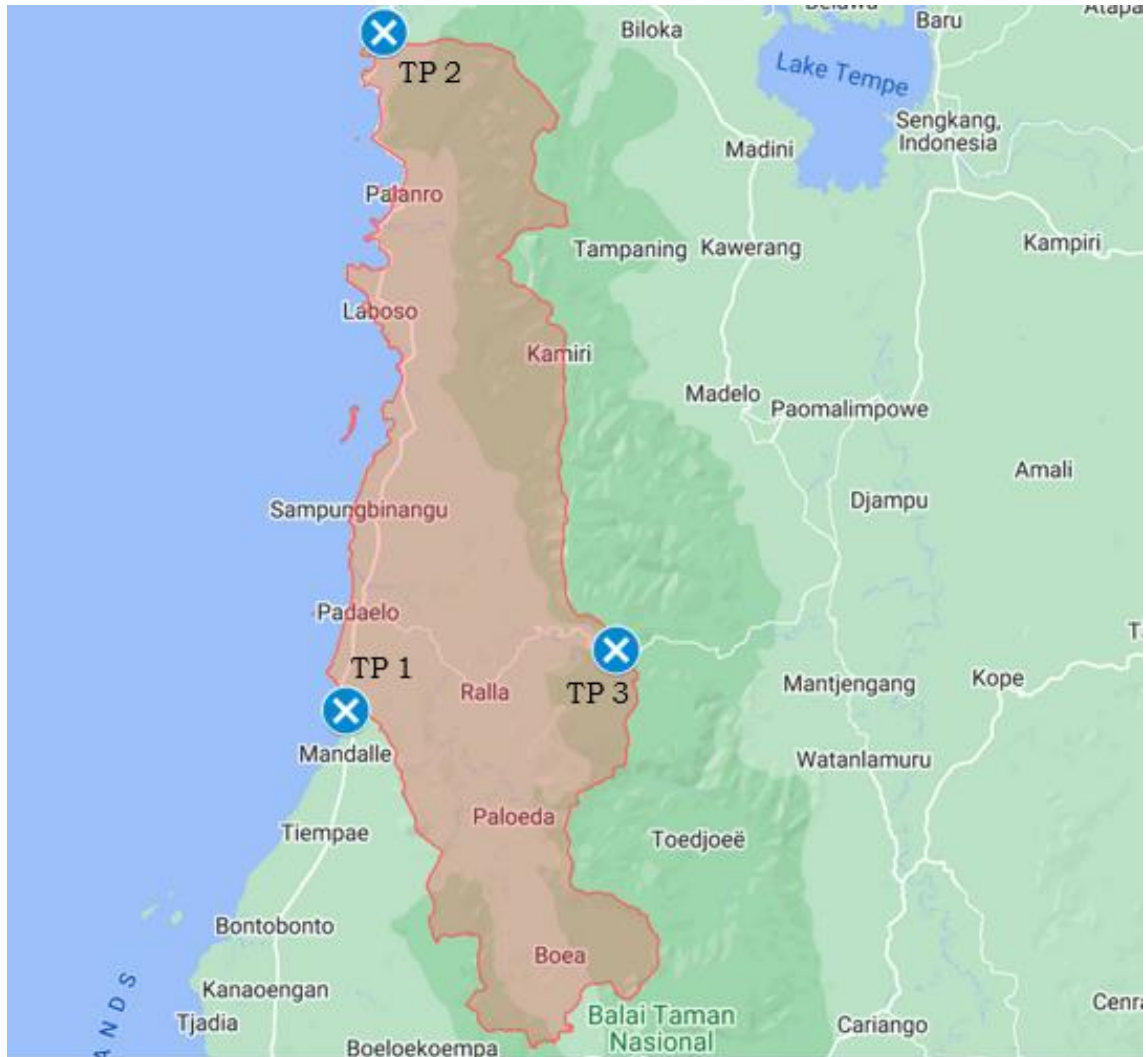 Biloka
Baru
TP 2
Lake Tempe
Sengkang,
Indonesia
Madini
Palanro
Tampaning
Kawerang
Kampiri
Laboso
Kamiri
Madelo
Paomalimpowe
Amali
Djampu
Sampungbinangu
Padaelo
TP 1
Ralla
TP 3
Mantjengang
Kope
Mandalle
Watanlamuru
Paloeda
Tiempae
Toedjoeë
Bontobonto
Boea
Kanaoengan
Tjadia
Balai Taman
Nasional
Cariango
Boeloekoempa